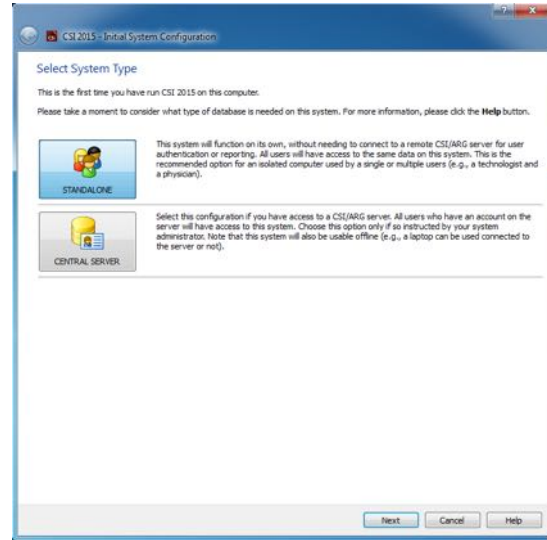 CSI 2015 - Initial System Configuration
Select System Type
This is the first time you have run CSI 2015 on this computer.
Please take a moment to consider what type of database is needed on this system. For more information, please click the Help button.
This system will function on its own, without needing to connect to a remote CSI/ARG server for user
authentication or reporting. All users will have access to the same data on this system. This is the
recommended option for an isolated computer used by a single or multiple users (e.g., a technologist and
a physician).
STANDALONE
Select this configuration if you have access to a CSI/ARG server. All users who have an account on the
server will have access to this system. Choose this option only if so instructed by your system
administrator. Note that this system will also be usable offline (e.g., a laptop can be used connected to
the server or not).
CENTRAL SERVER
Next
Cancel
Help